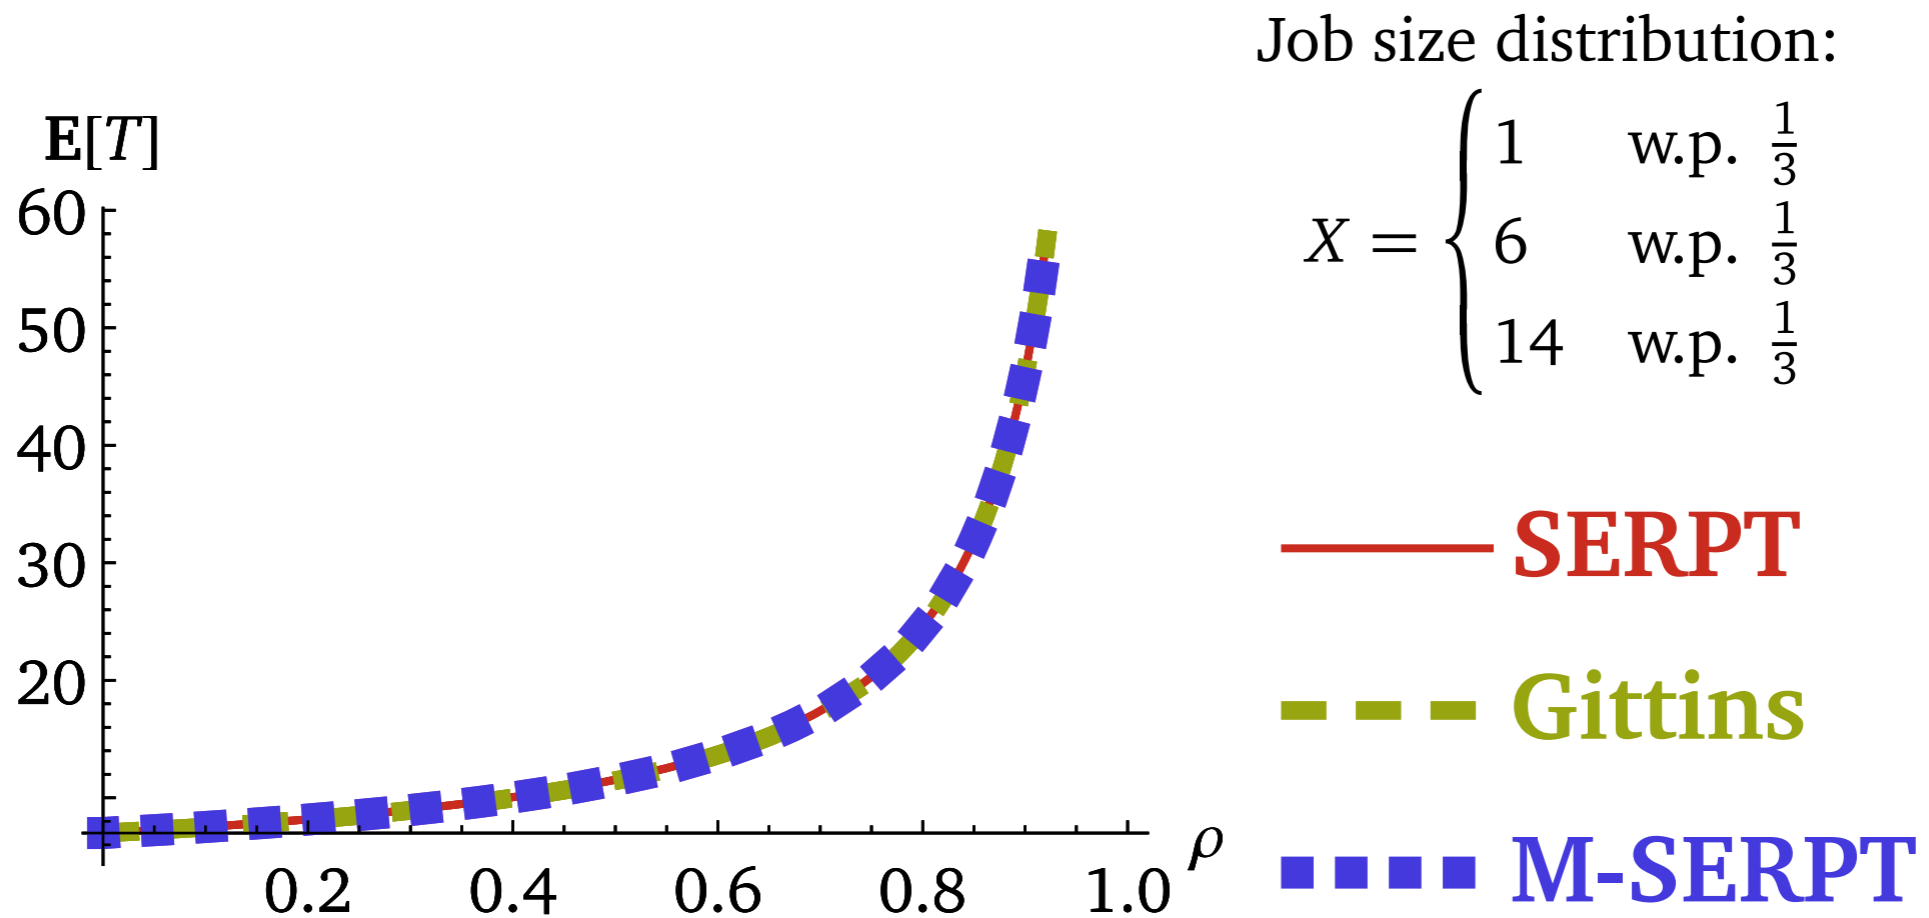 Job size distribution:
X = { 1 w.p. 1/3
6 w.p. 1/3
14 w.p. 1/3
E[T]
60
50
40
30
20
0.2 0.4 0.6 0.8 1.0
ρ
SERPT
Gittins
M-SERPT